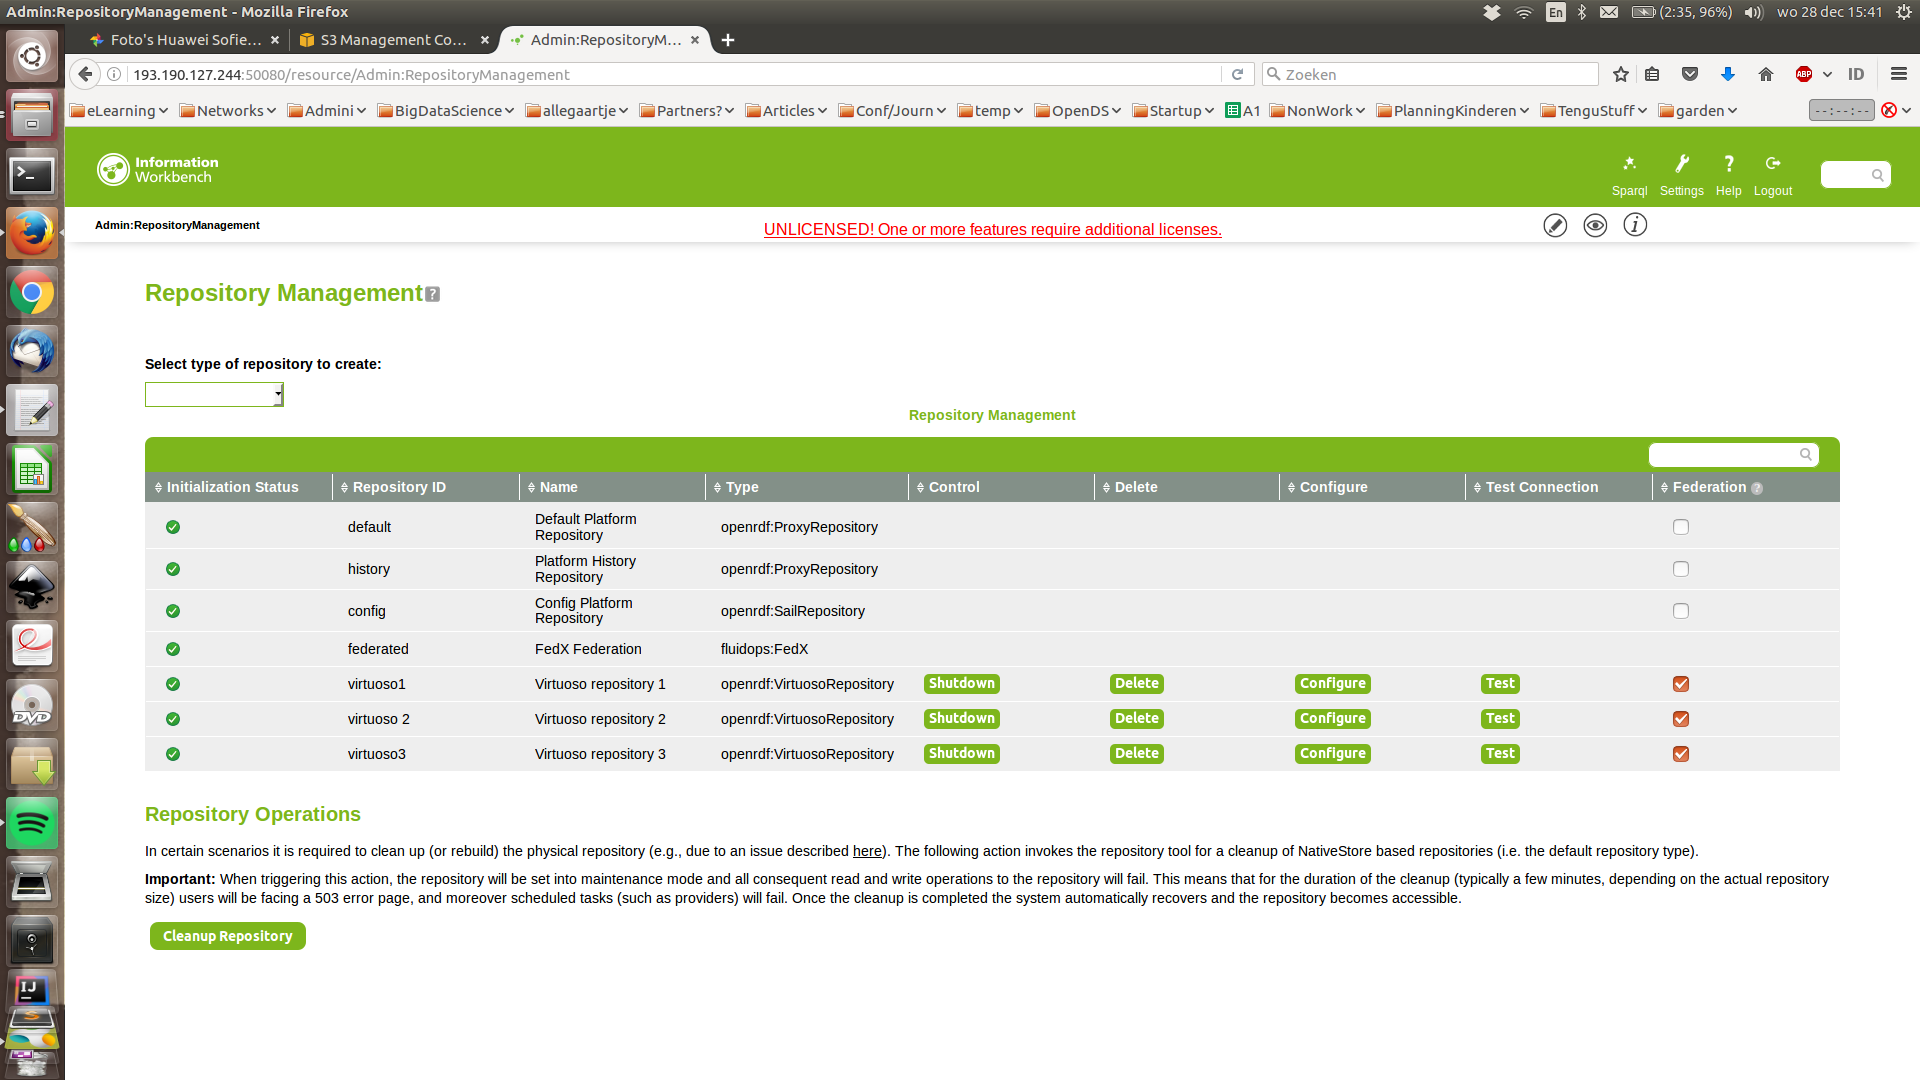 Admin:RepositoryManagement - Mozilla Firefox
En
(2:35, 96%)
wo 28 dec 15:41
Foto's Huawei Sofie...
S3 Management Co...
Admin:RepositoryM...
193.190.127.244:50080/resource/Admin:RepositoryManagement
Zoeken
ABP
ID
eLearning
Networks
Admini
BigDataScience
allegaartje
Partners?
Articles
Conf/Journ
temp
OpenDS
Startup
A1
NonWork
PlanningKinderen
TenguStuff
garden
--:--:--
Information
Workbench
Sparql
Settings
Help
Logout
Admin:RepositoryManagement
UNLICENSED! One or more features require additional licenses.
Repository Management?
Select type of repository to create:
Repository Management
Initialization Status Repository ID Name Type Control Delete Configure Test Connection Federation ?
default Default Platform Repository openrdf:ProxyRepository
history Platform History Repository openrdf:ProxyRepository
config Config Platform Repository openrdf:SailRepository
federated FedX Federation fluidops:FedX
virtuoso1 Virtuoso repository 1 openrdf:VirtuosoRepository Shutdown Delete Configure Test
virtuoso 2 Virtuoso repository 2 openrdf:VirtuosoRepository Shutdown Delete Configure Test
virtuoso3 Virtuoso repository 3 openrdf:VirtuosoRepository Shutdown Delete Configure Test
Repository Operations
In certain scenarios it is required to clean up (or rebuild) the physical repository (e.g., due to an issue described here). The following action invokes the repository tool for a cleanup of NativeStore based repositories (i.e. the default repository type).
Important: When triggering this action, the repository will be set into maintenance mode and all consequent read and write operations to the repository will fail. This means that for the duration of the cleanup (typically a few minutes, depending on the actual repository
size) users will be facing a 503 error page, and moreover scheduled tasks (such as providers) will fail. Once the cleanup is completed the system automatically recovers and the repository becomes accessible.
Cleanup Repository
DVD
IJ